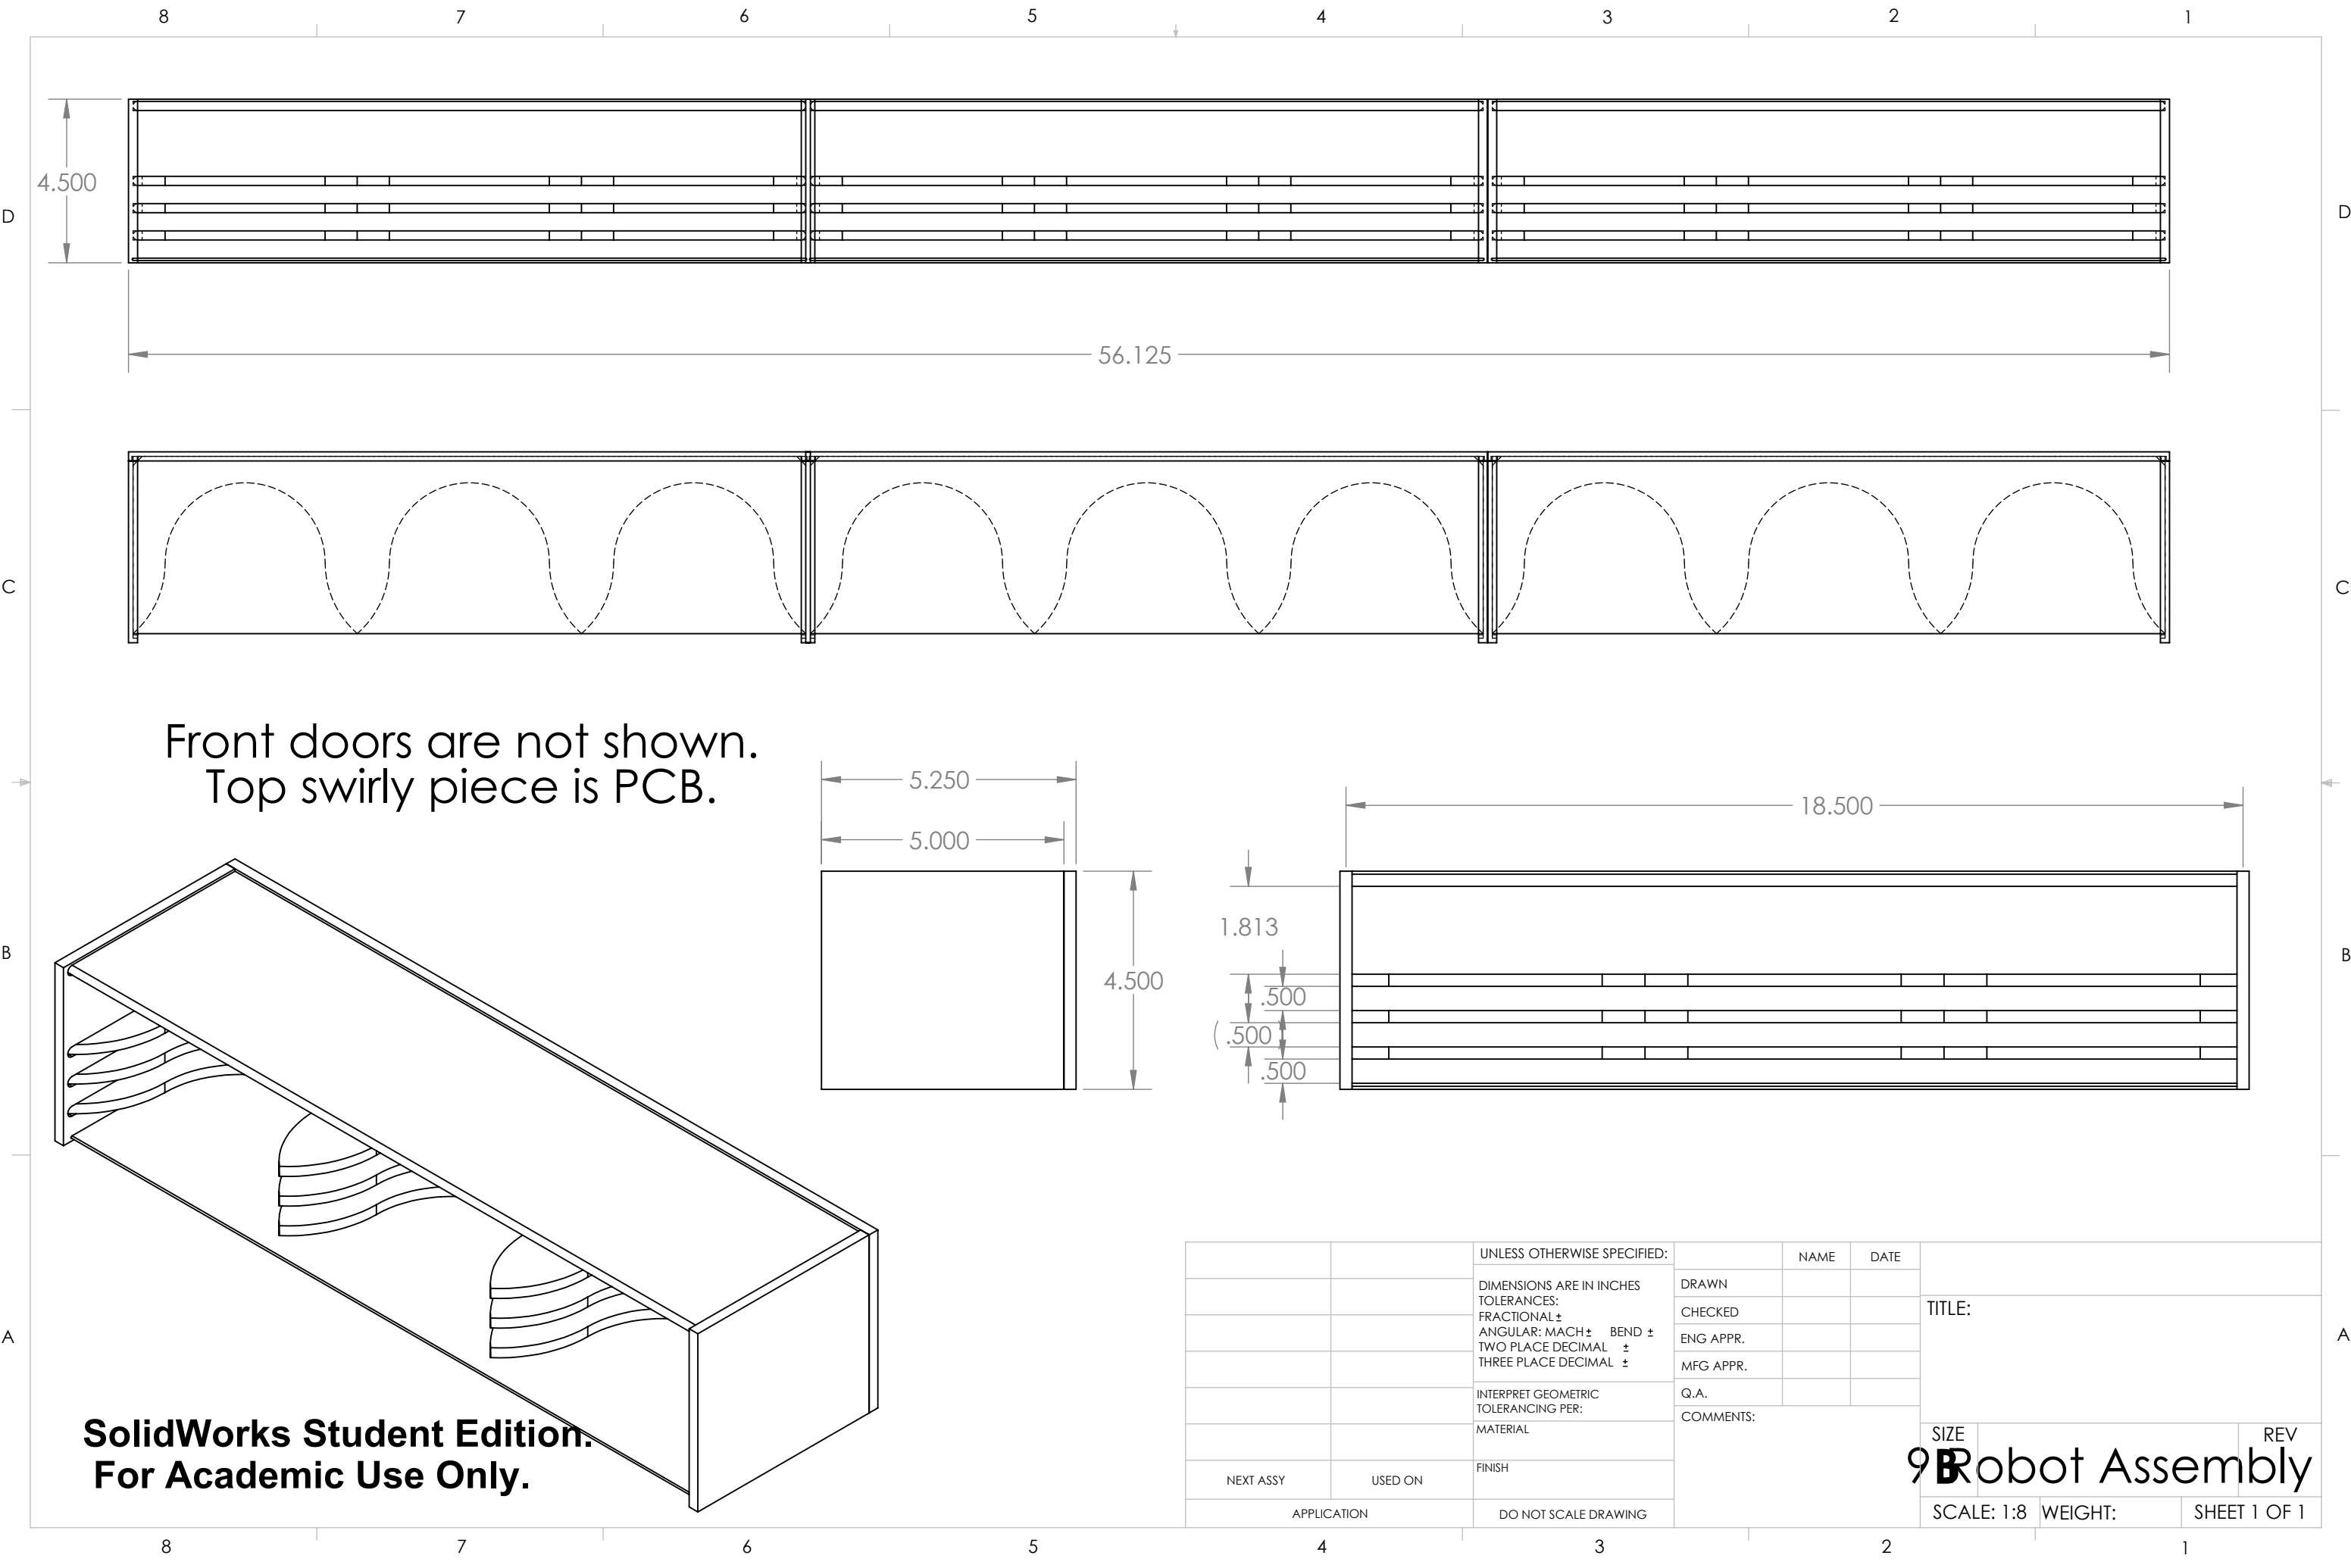 8 7 6 5 4 3 2 1
4.500
D D
56.125
C C
Front doors are not shown.
Top swirly piece is PCB.
5.250
18.500
5.000
1.813
B B
4.500
.500
( .500
.500
UNLESS OTHERWISE SPECIFIED:
NAME DATE
DIMENSIONS ARE IN INCHES
TOLERANCES:
FRACTIONAL±
ANGULAR: MACH± BEND ±
TWO PLACE DECIMAL ±
THREE PLACE DECIMAL ±
DRAWN
CHECKED
ENG APPR.
MFG APPR.
TITLE:
A A
INTERPRET GEOMETRIC
TOLERANCING PER:
Q.A.
COMMENTS:
MATERIAL
FINISH
SolidWorks Student Edition.
For Academic Use Only.
SIZE REV
B
9 Robot Assembly
NEXT ASSY USED ON
APPLICATION DO NOT SCALE DRAWING
SCALE: 1:8 WEIGHT: SHEET 1 OF 1
8 7 6 5 4 3 2 1